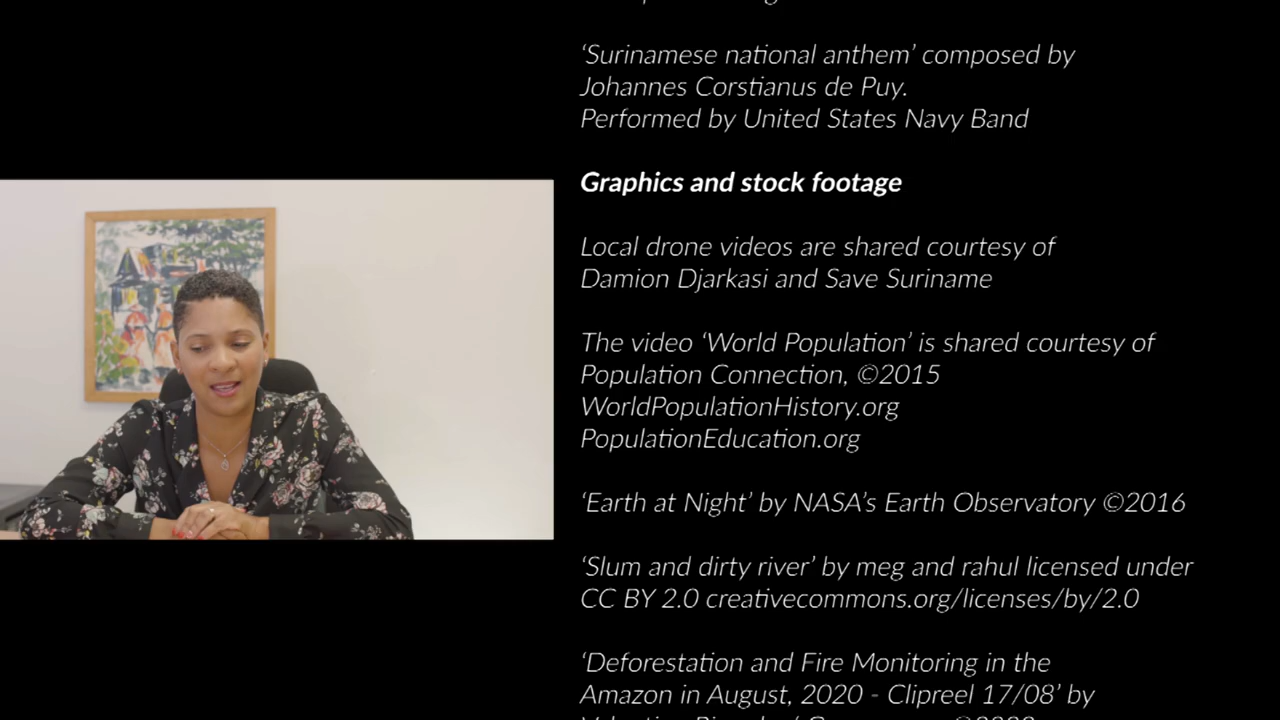 ‘Surinamese national anthem’ composed by
Johannes Corstianus de Puy.
Performed by United States Navy Band
Graphics and stock footage
Local drone videos are shared courtesy of
Damion Djarkasi and Save Suriname
The video ‘World Population’ is shared courtesy of
Population Connection, ©2015
WorldPopulationHistory.org
PopulationEducation.org
‘Earth at Night’ by NASA’s Earth Observatory ©2016
‘Slum and dirty river’ by meg and rahul licensed under
CC BY 2.0 creativecommons.org/licenses/by/2.0
‘Deforestation and Fire Monitoring in the
Amazon in August, 2020 - Clipreel 17/08’ by